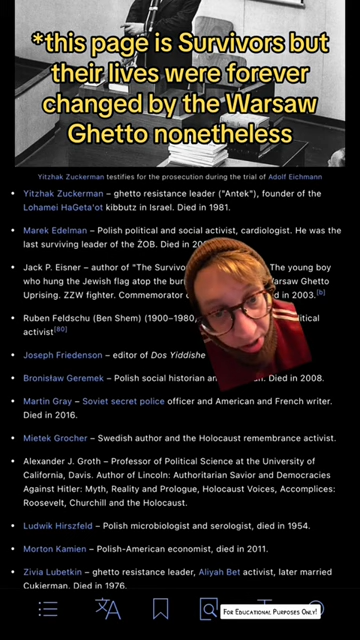 *this page is Survivors but
their lives were forever
changed by the Warsaw
Ghetto nonetheless
Yitzhak Zuckerman testifies for the prosecution during the trial of Adolf Eichmann
• Yitzhak Zuckerman – ghetto resistance leader ("Antek"), founder of the
Lohamei HaGeta'ot kibbutz in Israel. Died in 1981.
• Marek Edelman – Polish political and social activist, cardiologist. He was the
last surviving leader of the ŻOB. Died in
• Jack P. Eisner – author of "The The young boy
who hung the Jewish flag atop the Warsaw Ghetto
Uprising. ZZW fighter. Commemorator in 2003.[b]
• Ruben Feldschu (Ben Shem) (1900–1980,
activist[80]
• Joseph Friedenson – editor of Dos Yiddishe
• Bronisław Geremek – Polish social historian Died in 2008.
• Martin Gray – Soviet secret police officer and American and French writer.
Died in 2016.
• Mietek Grocher – Swedish author and the Holocaust remembrance activist.
• Alexander J. Groth – Professor of Political Science at the University of
California, Davis. Author of Lincoln: Authoritarian Savior and Democracies
Against Hitler: Myth, Reality and Prologue, Holocaust Voices, Accomplices:
Roosevelt, Churchill and the Holocaust.
• Ludwik Hirszfeld – Polish microbiologist and serologist, died in 1954.
• Morton Kamien – Polish-American economist, died in 2011.
• Zivia Lubetkin – ghetto resistance leader, Aliyah Bet activist, later married
Cukierman. Died in 1976.
For Educational Purposes Only!